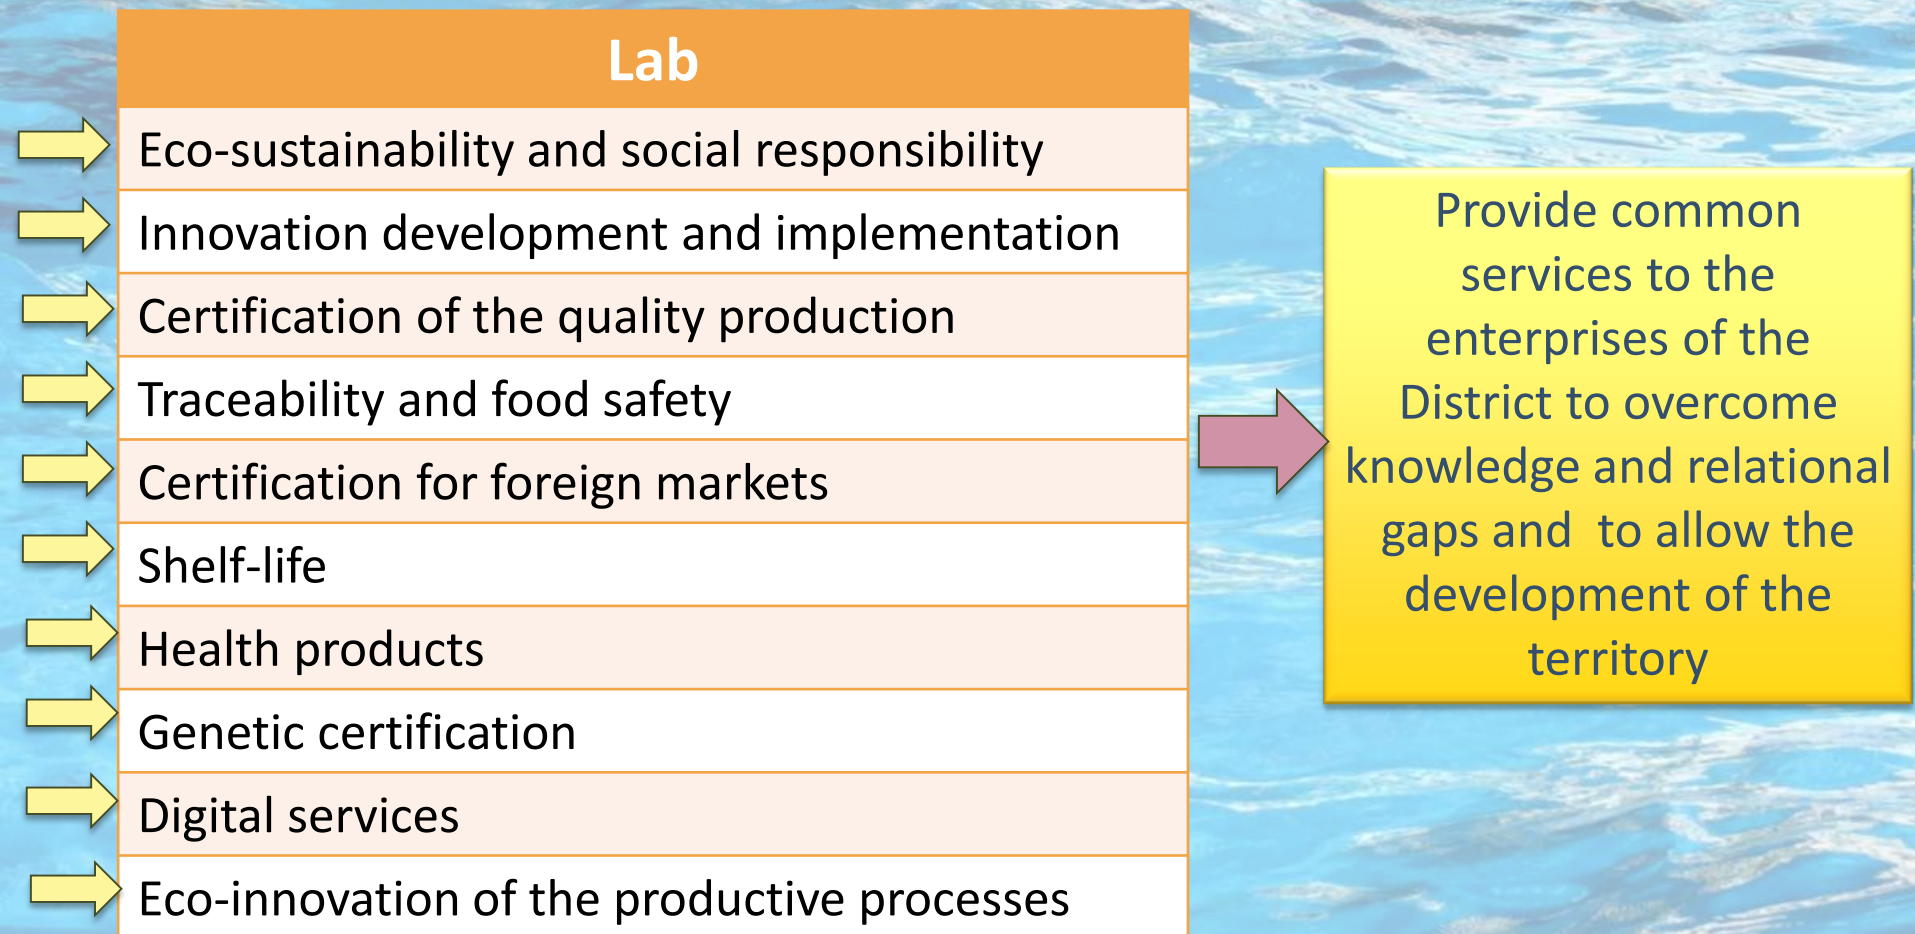 Lab
Eco-sustainability and social responsibility
Innovation development and implementation
Certification of the quality production
Traceability and food safety
Certification for foreign markets
Shelf-life
Health products
Genetic certification
Digital services
Eco-innovation of the productive processes
Provide common
services to the
enterprises of the
District to overcome
knowledge and relational
gaps and  to allow the
development of the
territory